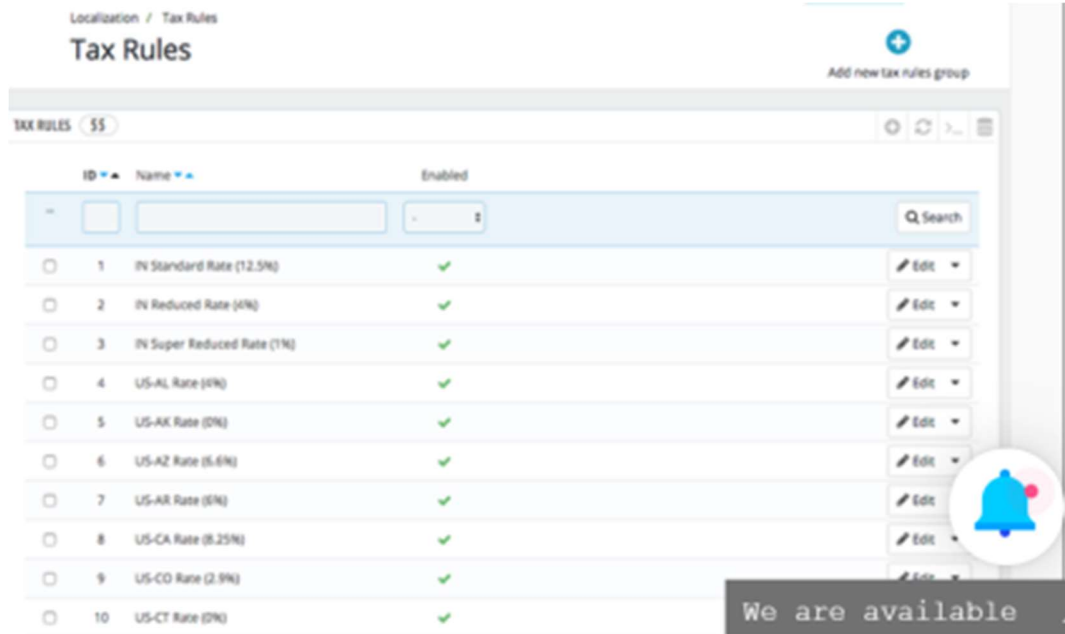 Localization / Tax Rules
Tax Rules
Add new tax rules group
TAX RULES 55
ID Name Enabled
-- - Search
1 IN Standard Rate (12.5%) Edit
2 IN Reduced Rate (4%) Edit
3 IN Super Reduced Rate (1%) Edit
4 US-AL Rate (4%) Edit
5 US-AK Rate (0%) Edit
6 US-AZ Rate (6.6%) Edit
7 US-AR Rate (6%) Edit
8 US-CA Rate (8.25%) Edit
9 US-CO Rate (2.9%) Edit
10 US-CT Rate (0%)
We are available